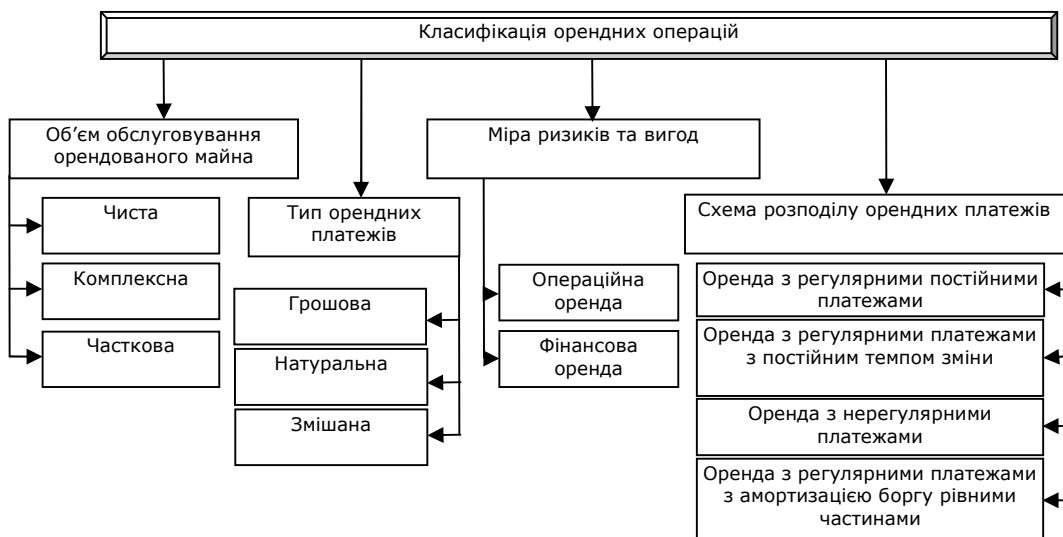 Класифікація орендних операцій
Об’єм обслуговування
орендованого майна
Чиста
Комплексна
Часткова
Тип орендних
платежів
Грошова
Натуральна
Змішана
Міра ризиків та вигод
Операційна
оренда
Фінансова
оренда
Схема розподілу орендних платежів
Оренда з регулярними постійними
платежами
Оренда з регулярними платежами
з постійним темпом зміни
Оренда з нерегулярними
платежами
Оренда з регулярними платежами
з амортизацією боргу рівними
частинами